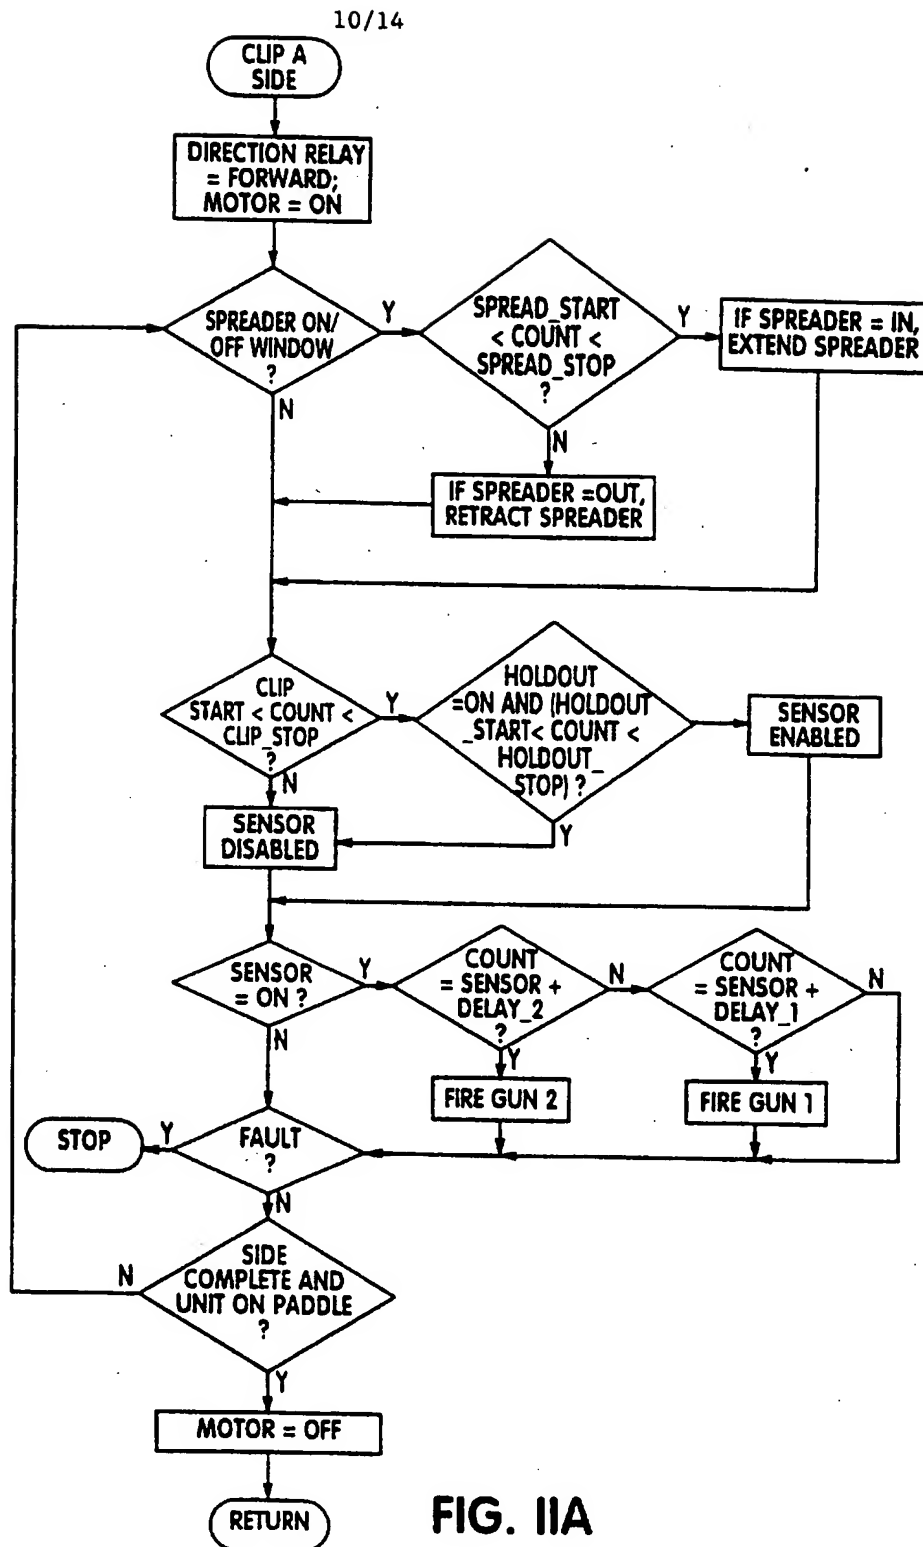 10/14
CLIP A
SIDE
DIRECTION RELAY
= FORWARD;
MOTOR = ON
SPREADER ON/
OFF WINDOW
?
Y
N
SPREAD_START
< COUNT <
SPREAD_STOP
?
Y
N
IF SPREADER = IN,
EXTEND SPREADER
IF SPREADER =OUT,
RETRACT SPREADER
CLIP
START < COUNT <
CLIP_STOP
?
Y
N
HOLDOUT
=ON AND (HOLDOUT
_START< COUNT <
HOLDOUT_
STOP) ?
Y
SENSOR
ENABLED
SENSOR
DISABLED
SENSOR
= ON ?
Y
N
COUNT
= SENSOR +
DELAY_2
?
N
Y
COUNT
= SENSOR +
DELAY_1
?
N
Y
FIRE GUN 2
FIRE GUN 1
FAULT
?
Y
N
STOP
SIDE
COMPLETE AND
UNIT ON PADDLE
?
N
Y
MOTOR = OFF
RETURN
FIG. IIA